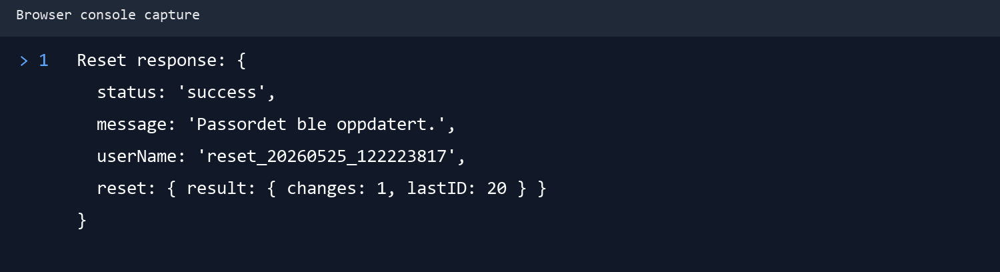 Browser console capture
> 1 Reset response: {
status: 'success',
message: 'Passordet ble oppdatert.',
userName: 'reset_20260525_122223817',
reset: { result: { changes: 1, lastID: 20 } }
}